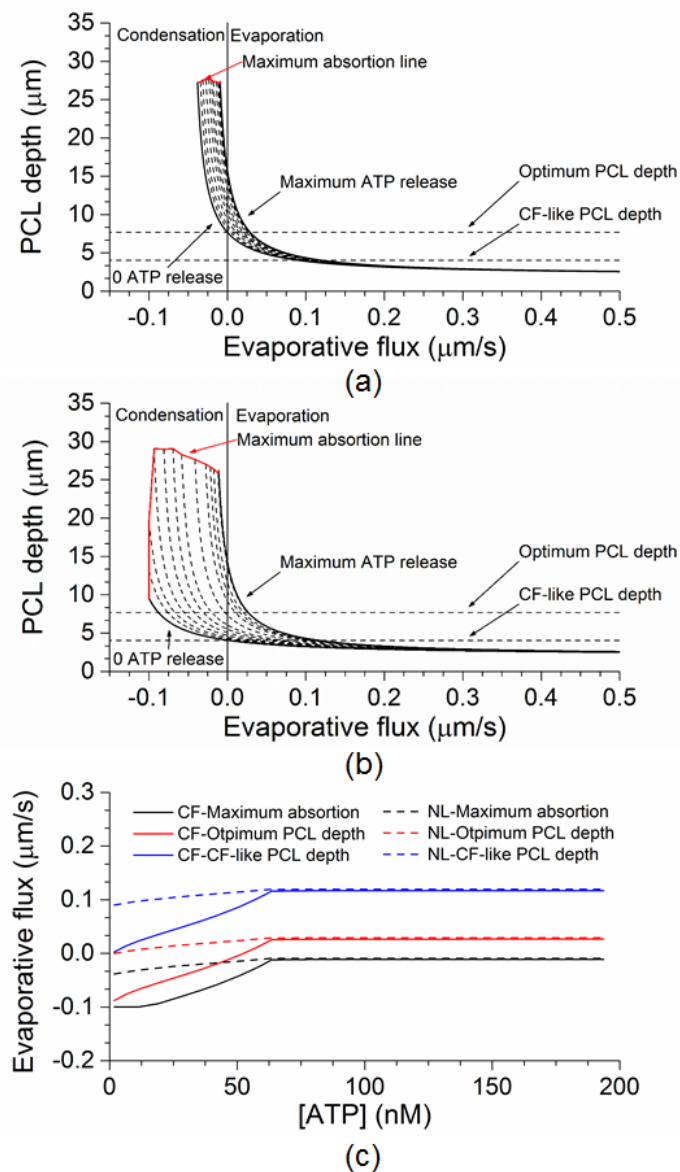 Condensation Evaporation
Maximum absortion line
Maximum ATP release
Optimum PCL depth
CF-like PCL depth
0 ATP release
PCL depth (μm)
35
30
25
20
15
10
5
0
-0.1 0.0 0.1 0.2 0.3 0.4 0.5
Evaporative flux (μm/s)
(a)
Condensation Evaporation
Maximum absortion line
Maximum ATP release
Optimum PCL depth
CF-like PCL depth
0 ATP release
PCL depth (μm)
35
30
25
20
15
10
5
0
-0.1 0.0 0.1 0.2 0.3 0.4 0.5
Evaporative flux (μm/s)
(b)
CF-Maximum absortion NL-Maximum absortion
CF-Otpimum PCL depth NL-Otpimum PCL depth
CF-CF-like PCL depth NL-CF-like PCL depth
Evaporative flux (μm/s)
0.3
0.2
0.1
0.0
-0.1
-0.2
0 50 100 150 200
[ATP] (nM)
(c)